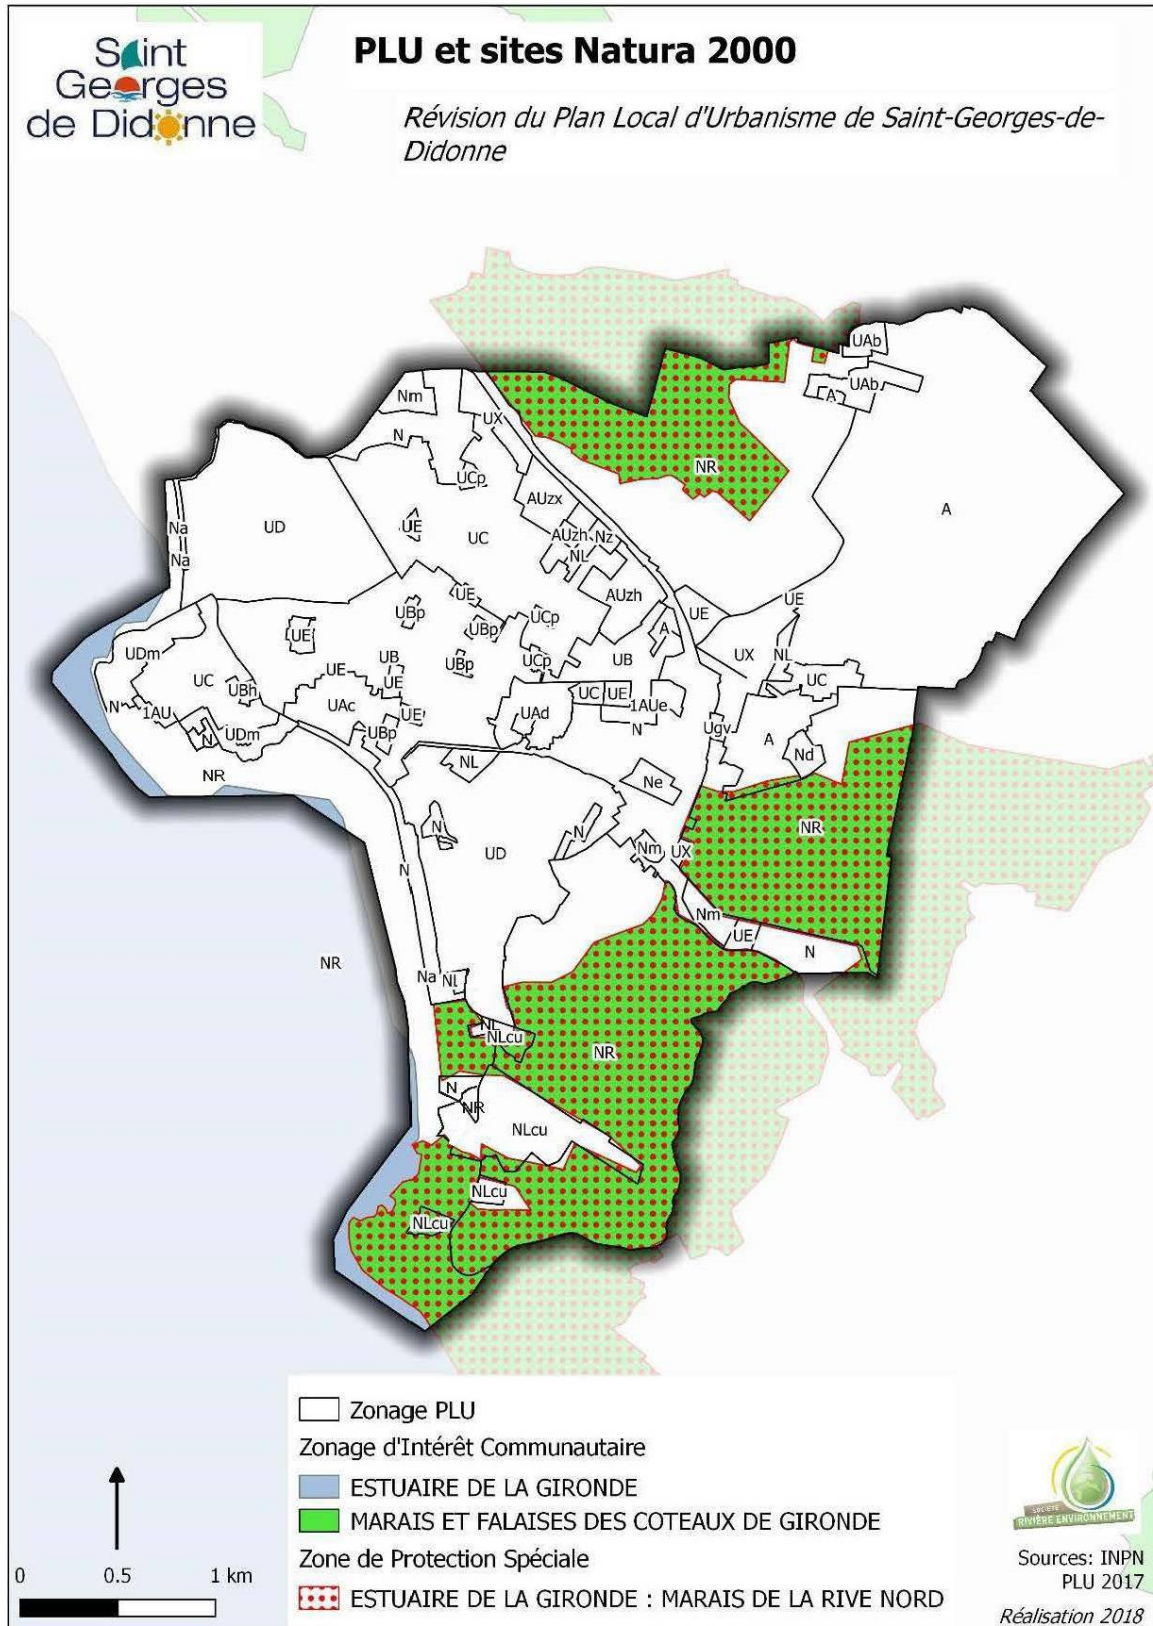 Saint
Georges
de Didonne
PLU et sites Natura 2000
Révision du Plan Local d'Urbanisme de Saint-Georges-de-
Didonne
UAb
UAb
A
Nm
UX
N
UCp
NR
AUzx
A
Na
UD
UE
UC
AUzh
Nz
Na
NL
UE
AUzh
UBp
UCp
UE
UE
UBp
A
UE
UDm
UB
UBp
UCp
UB
UX
NL
UC
UE
UC
UBh
UE
UC
UE
N
1AU
UAc
UE
UAd
1AUe
N
UDm
UBp
N
Ugv
A
Nd
NR
NL
Ne
N
UD
N
NR
N
Nm
UX
Nm
UE
N
NR
Na
NL
NL
NLcu
NR
N
NR
NLcu
NLcu
NLcu
Zonage PLU
Zonage d'Intérêt Communautaire
ESTUAIRE DE LA GIRONDE
MARAIS ET FALAISES DES COTEAUX DE GIRONDE
Zone de Protection Spéciale
ESTUAIRE DE LA GIRONDE : MARAIS DE LA RIVE NORD
0 0.5 1 km
SOCIÉTÉ
RIVIÈRE ENVIRONNEMENT
Sources: INPN
PLU 2017
Réalisation 2018